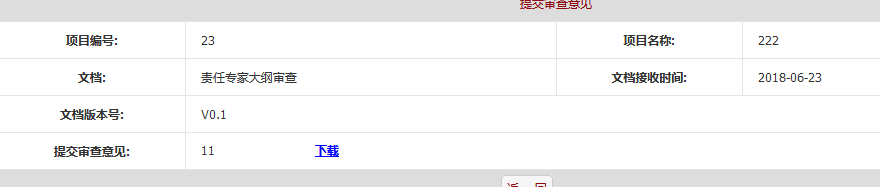 提交审查意见
项目编号: 23 项目名称: 222
文档: 责任专家大纲审查 文档接收时间: 2018-06-23
文档版本号: V0.1
提交审查意见: 11 下载
返 回